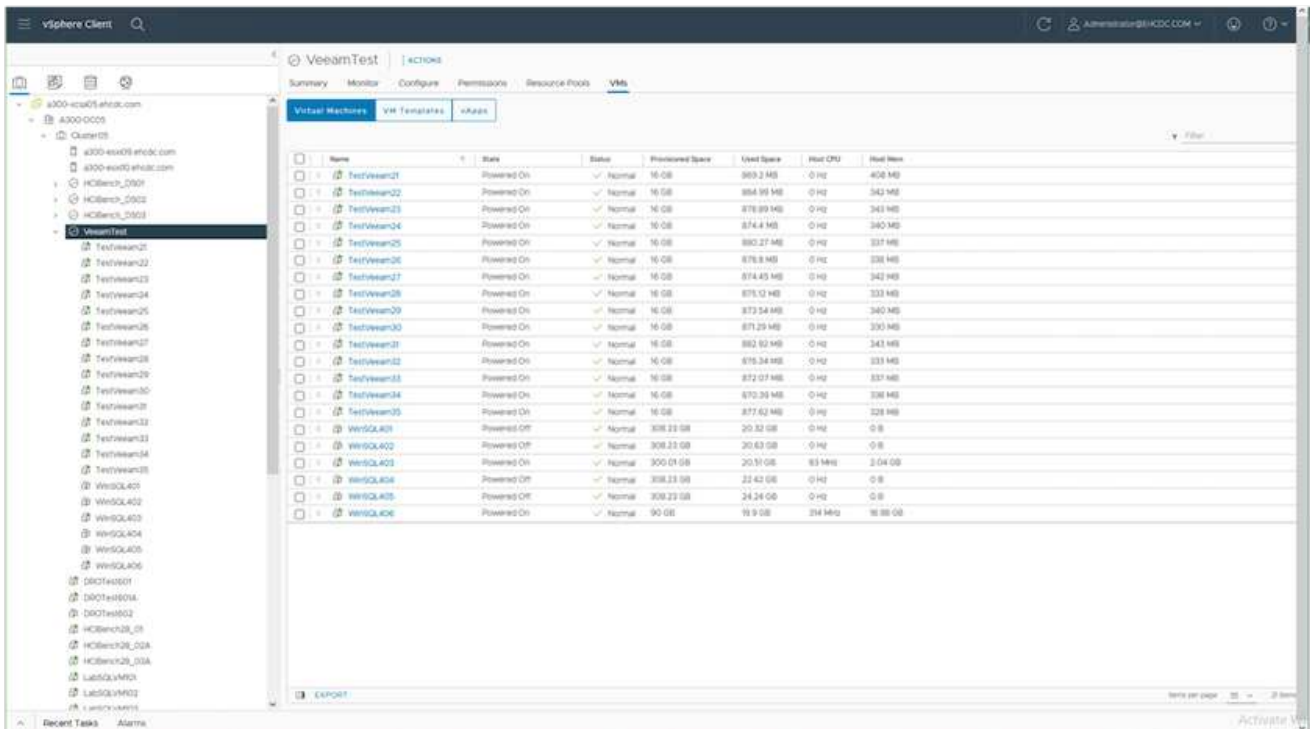 vSphere Client
Administrator@EHCDC.COM
VeeamTest
ACTIONS
Summary Monitor Configure Permissions Resource Pools VMs
Virtual Machines VM Templates vApps
Filter
a300-vcsa05.ehcdc.com
A300-DC05
Cluster05
a300-esxi09.ehcdc.com
a300-esxi10.ehcdc.com
HCIBench_DS01
HCIBench_DS02
HCIBench_DS03
VeeamTest
TestVeeam21
TestVeeam22
TestVeeam23
TestVeeam24
TestVeeam25
TestVeeam26
TestVeeam27
TestVeeam28
TestVeeam29
TestVeeam30
TestVeeam31
TestVeeam32
TestVeeam33
TestVeeam34
TestVeeam35
WinSQL401
WinSQL402
WinSQL403
WinSQL404
WinSQL405
WinSQL406
DROTest601
DROTest601A
DROTest602
HCIBench28_01
HCIBench28_02A
HCIBench28_03A
LabSQLVM101
LabSQLVM102
Name State Status Provisioned Space Used Space Host CPU Host Mem
TestVeeam21 Powered On Normal 16 GB 869.2 MB 0 Hz 408 MB
TestVeeam22 Powered On Normal 16 GB 0 Hz 342 MB
TestVeeam23 Powered On Normal 16 GB 878.89 MB 0 Hz 343 MB
TestVeeam24 Powered On Normal 16 GB 874.4 MB 0 Hz 340 MB
TestVeeam25 Powered On Normal 16 GB 880.27 MB 0 Hz 337 MB
TestVeeam26 Powered On Normal 16 GB 878.8 MB 0 Hz 338 MB
TestVeeam27 Powered On Normal 16 GB 874.45 MB 0 Hz 342 MB
TestVeeam28 Powered On Normal 16 GB 875.12 MB 0 Hz 333 MB
TestVeeam29 Powered On Normal 16 GB 873.54 MB 0 Hz 340 MB
TestVeeam30 Powered On Normal 16 GB 871.29 MB 0 Hz 330 MB
TestVeeam31 Powered On Normal 16 GB 882.92 MB 0 Hz 343 MB
TestVeeam32 Powered On Normal 16 GB 878.34 MB 0 Hz 333 MB
TestVeeam33 Powered On Normal 16 GB 872.07 MB 0 Hz 337 MB
TestVeeam34 Powered On Normal 16 GB 870.39 MB 0 Hz 338 MB
TestVeeam35 Powered On Normal 16 GB 877.62 MB 0 Hz 328 MB
WinSQL401 Powered Off Normal 308.23 GB 20.32 GB 0 Hz 0 B
WinSQL402 Powered Off Normal 308.23 GB 20.63 GB 0 Hz 0 B
WinSQL403 Powered On Normal 300.01 GB 20.51 GB 83 MHz 2.04 GB
WinSQL404 Powered Off Normal 308.23 GB 22.42 GB 0 Hz 0 B
WinSQL405 Powered Off Normal 308.23 GB 24.24 GB 0 Hz 0 B
WinSQL406 Powered On Normal 90 GB 19.9 GB 314 MHz 16.98 GB
EXPORT
Items per page
Recent Tasks Alarms
Activate